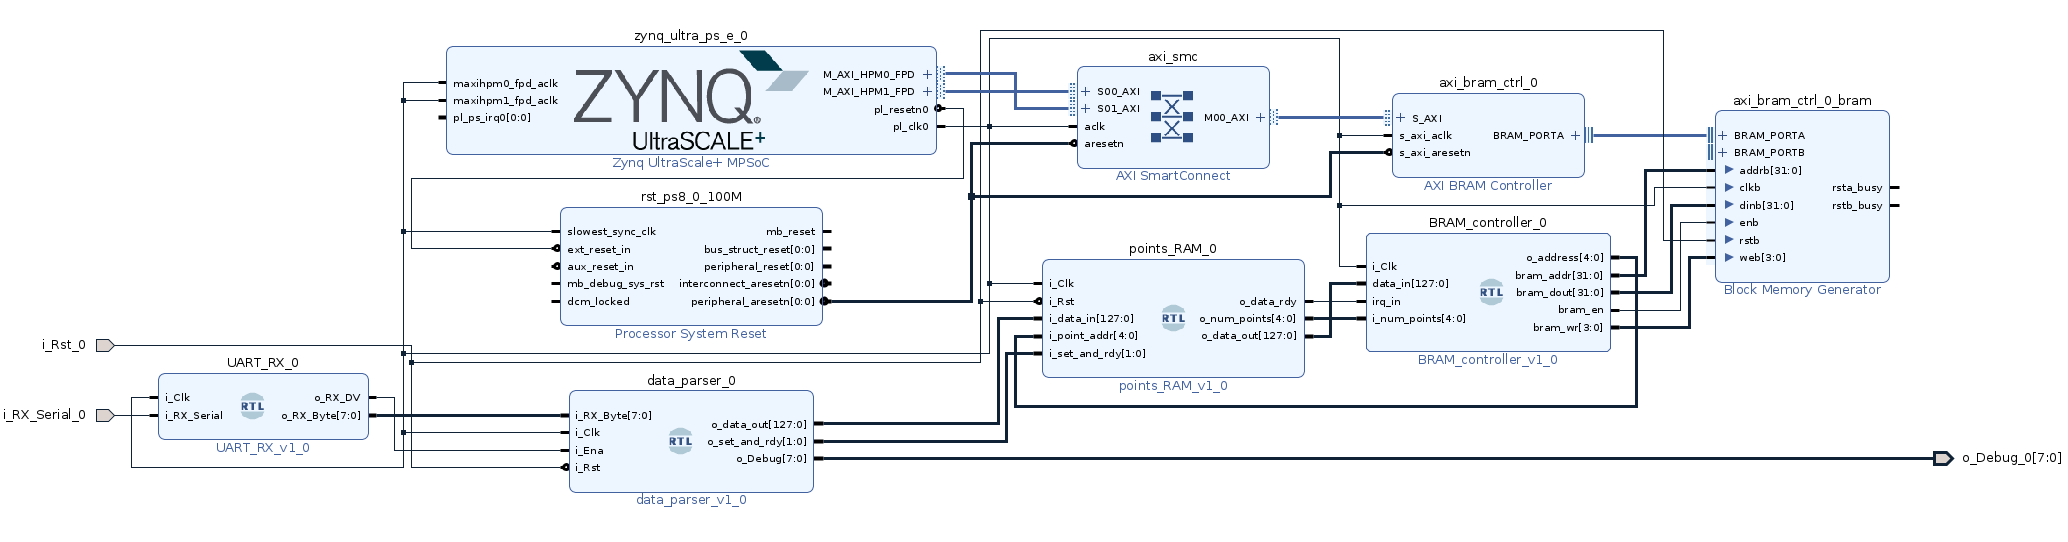 zynq_ultra_ps_e_0
maxihpm0_fpd_aclk
maxihpm1_fpd_aclk
pl_ps_irq0[0:0]
ZYNQ
®
UltraSCALE+
M_AXI_HPM0_FPD
M_AXI_HPM1_FPD
pl_resetn0
pl_clk0
Zynq UltraScale+ MPSoC
axi_smc
S00_AXI
S01_AXI
aclk
aresetn
M00_AXI
AXI SmartConnect
axi_bram_ctrl_0
S_AXI
s_axi_aclk
s_axi_aresetn
BRAM_PORTA
AXI BRAM Controller
axi_bram_ctrl_0_bram
BRAM_PORTA
BRAM_PORTB
addrb[31:0]
clkb
dinb[31:0]
enb
rstb
web[3:0]
rsta_busy
rstb_busy
Block Memory Generator
rst_ps8_0_100M
slowest_sync_clk
ext_reset_in
aux_reset_in
mb_debug_sys_rst
dcm_locked
mb_reset
bus_struct_reset[0:0]
peripheral_reset[0:0]
interconnect_aresetn[0:0]
peripheral_aresetn[0:0]
Processor System Reset
points_RAM_0
i_Clk
i_Rst
i_data_in[127:0]
i_point_addr[4:0]
i_set_and_rdy[1:0]
RTL
o_data_rdy
o_num_points[4:0]
o_data_out[127:0]
points_RAM_v1_0
BRAM_controller_0
i_Clk
data_in[127:0]
irq_in
i_num_points[4:0]
RTL
o_address[4:0]
bram_addr[31:0]
bram_dout[31:0]
bram_en
bram_wr[3:0]
BRAM_controller_v1_0
i_Rst_0
i_RX_Serial_0
UART_RX_0
i_Clk
i_RX_Serial
RTL
o_RX_DV
o_RX_Byte[7:0]
UART_RX_v1_0
data_parser_0
i_RX_Byte[7:0]
i_Clk
i_Ena
i_Rst
RTL
o_data_out[127:0]
o_set_and_rdy[1:0]
o_Debug[7:0]
data_parser_v1_0
o_Debug_0[7:0]